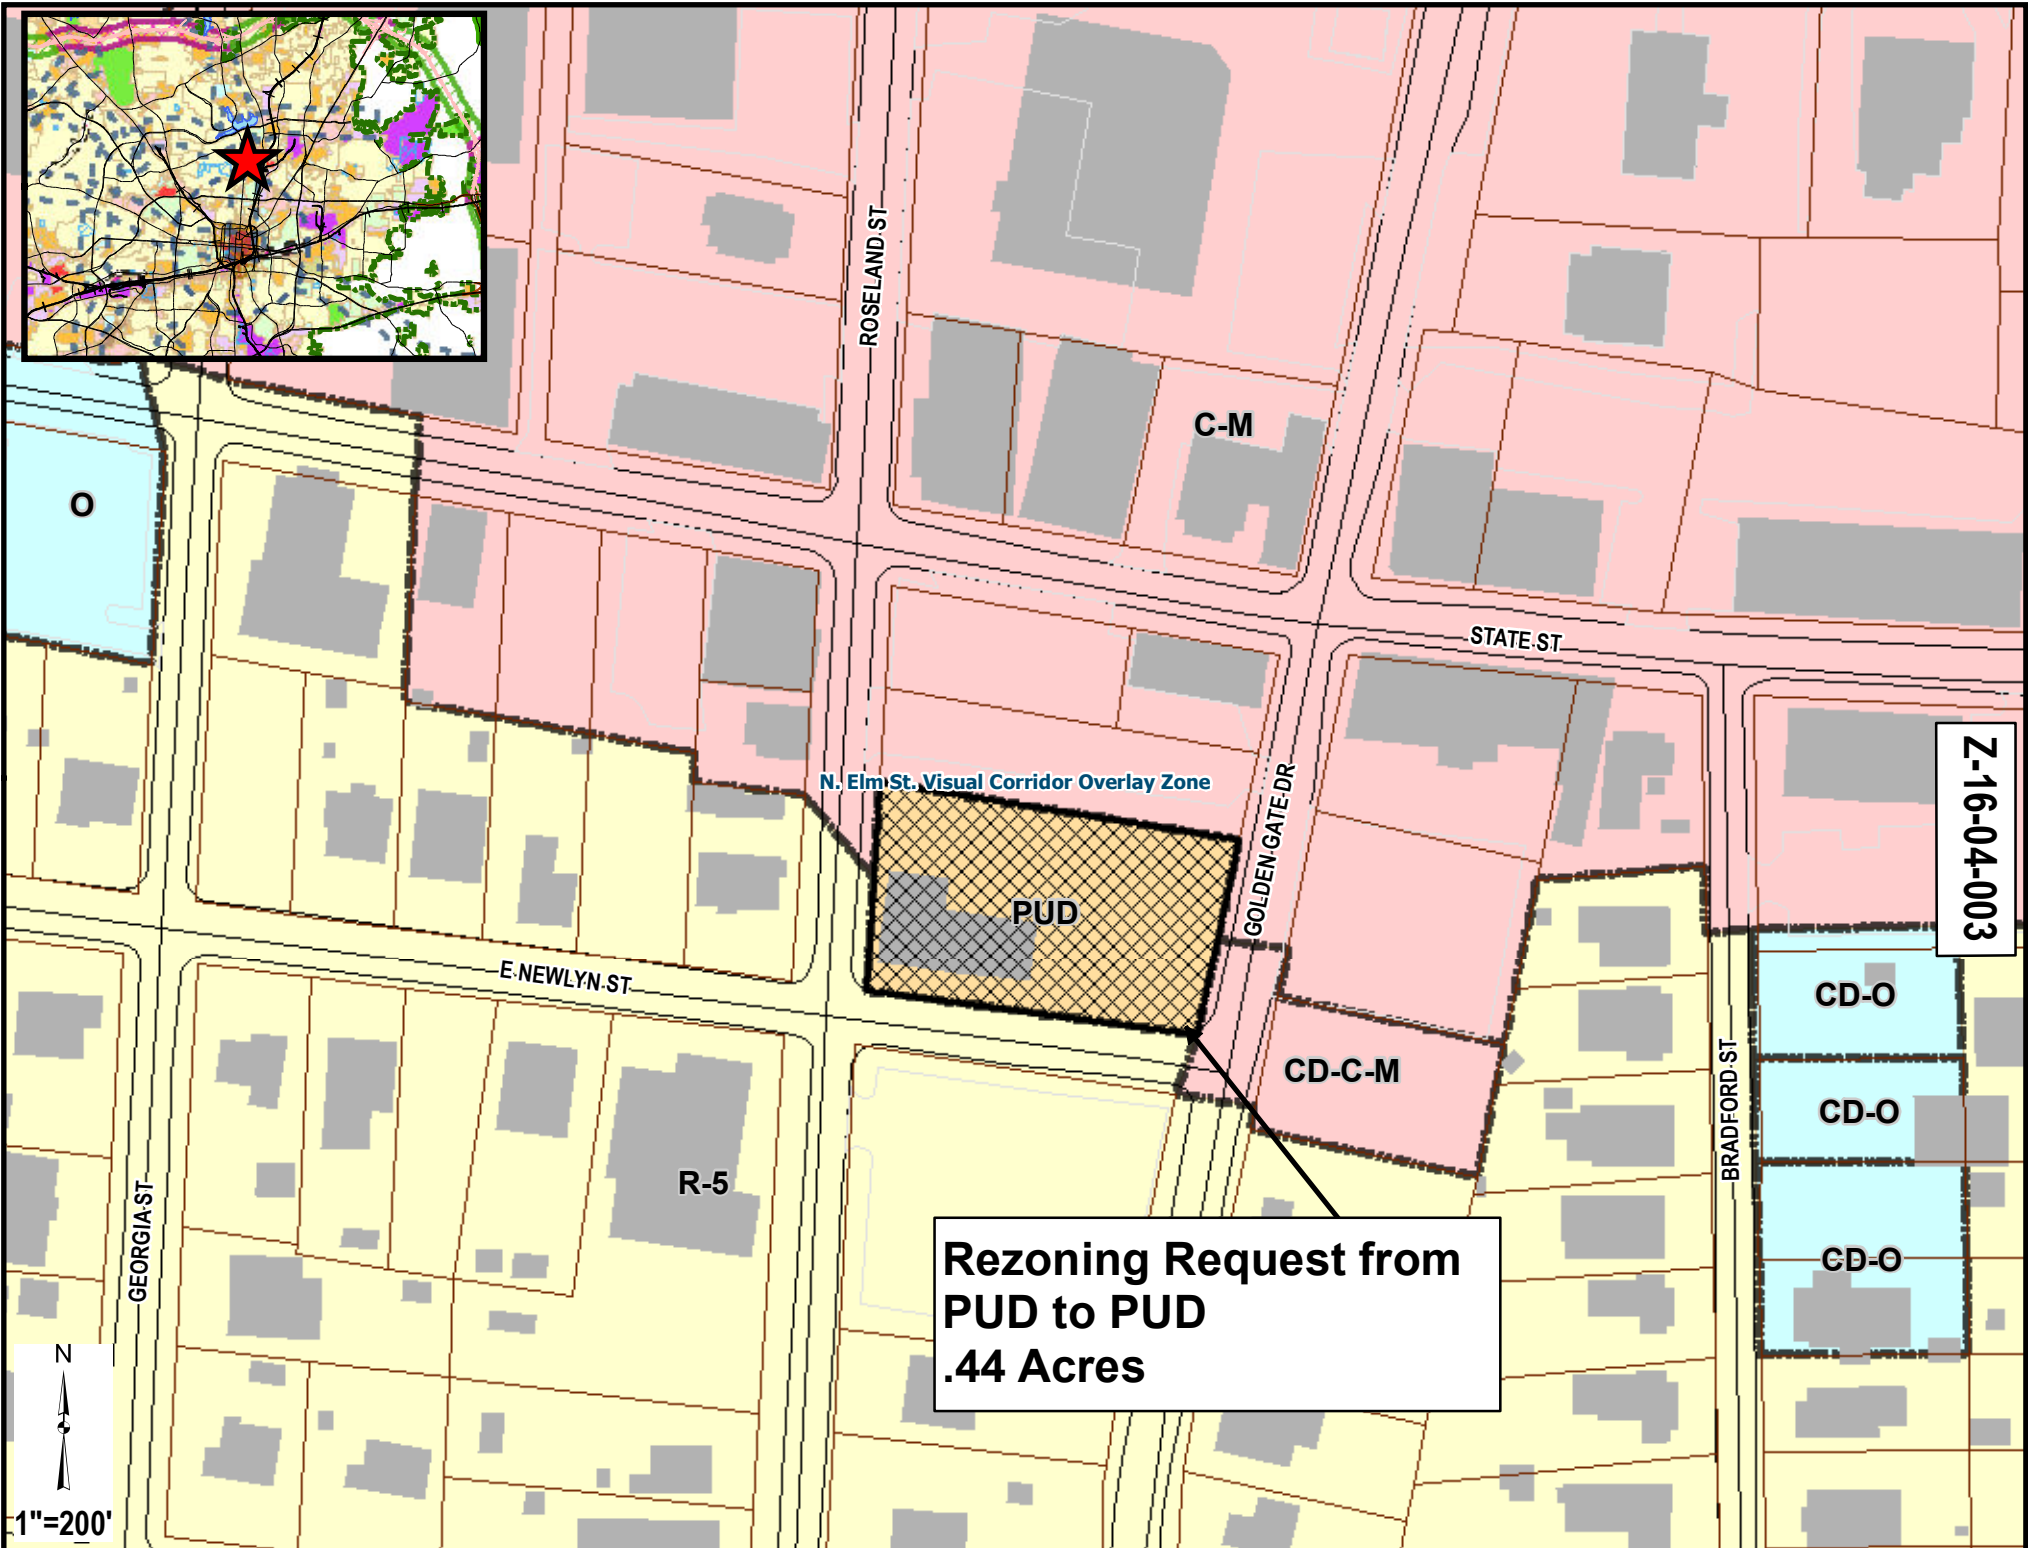 ROSELAND ST
C-M
O
STATE ST
Z-16-04-003
N. Elm St. Visual Corridor Overlay Zone
GOLDEN GATE DR
PUD
E NEWLYN ST
CD-O
CD-C-M
CD-O
BRADFORD ST
R-5
GEORGIA ST
CD-O
Rezoning Request from
PUD to PUD
.44 Acres
N
1"=200'